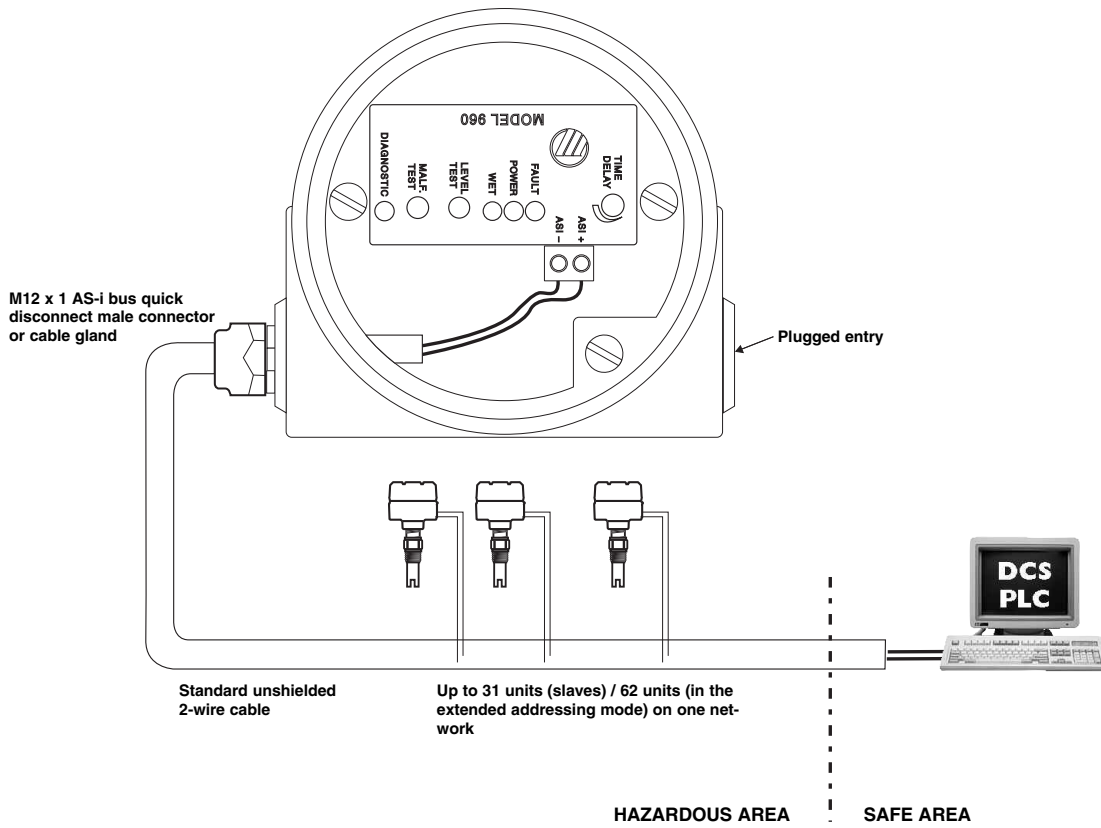 MODEL 960
DIAGNOSTIC
MALF.
TEST
LEVEL
TEST
WET
POWER
FAULT
TIME
DELAY
ASI –
ASI +
M12 x 1 AS-i bus quick
disconnect male connector
or cable gland
Plugged entry
DCS
PLC
Standard unshielded
2-wire cable
Up to 31 units (slaves) / 62 units (in the
extended addressing mode) on one net-
work
HAZARDOUS AREA
SAFE AREA